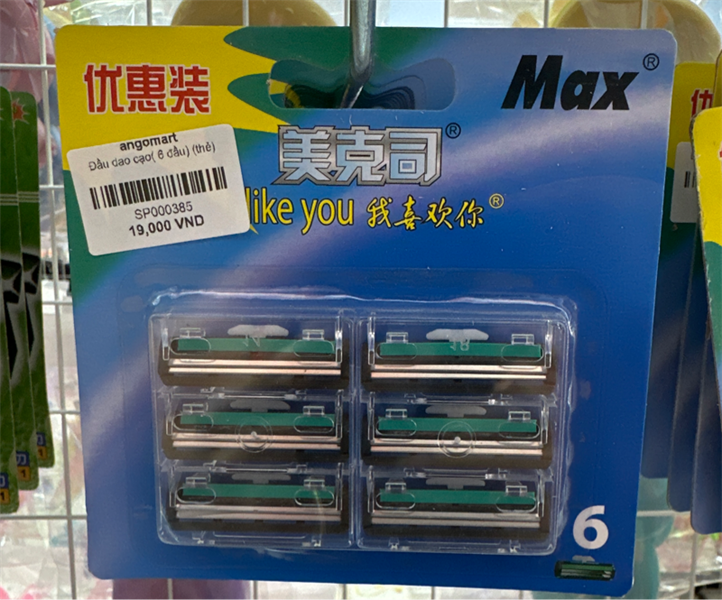 优惠装
Max®
angomart
Đầu dao cạo( 6 đầu) (thẻ)
SP000385
19,000 VND
美克司®
like you 我喜欢你®
6